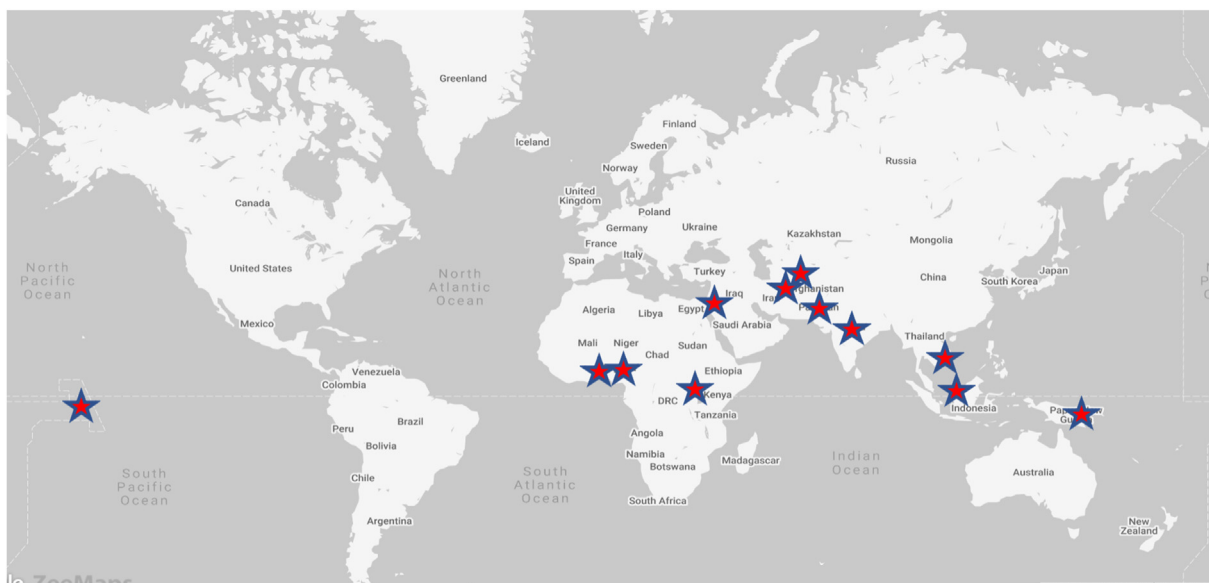 Greenland
Iceland
Finland
Sweden
Norway
Russia
United
Kingdom
Canada
Poland
Germany
Ukraine
Kazakhstan
Mongolia
France
Italy
Spain
North
Pacific
Ocean
United States
North
Atlantic
Ocean
Turkey
China
South Korea
Japan
Iraq
Algeria
Libya
Egypt
Saudi Arabia
Mexico
Thailand
Mali
Niger
Chad
Sudan
Ethiopia
Venezuela
Colombia
DRC
Kenya
Tanzania
Indonesia
Peru
Brazil
Bolivia
Angola
Namibia
Botswana
Madagascar
Indian
Ocean
South
Pacific
Ocean
Chile
South
Atlantic
Ocean
Australia
South Africa
Argentina
New
Zealand